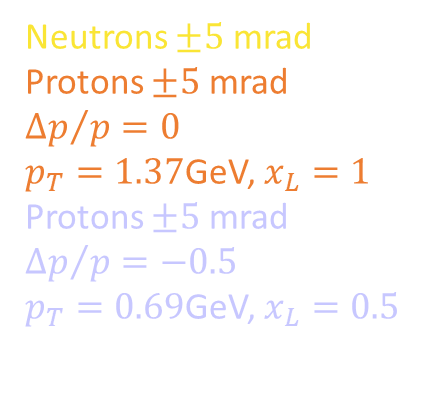 Neutrons ±5 mrad
Protons ±5 mrad
Δp/p = 0
p_T = 1.37GeV, x_L = 1
Protons ±5 mrad
Δp/p = −0.5
p_T = 0.69GeV, x_L = 0.5